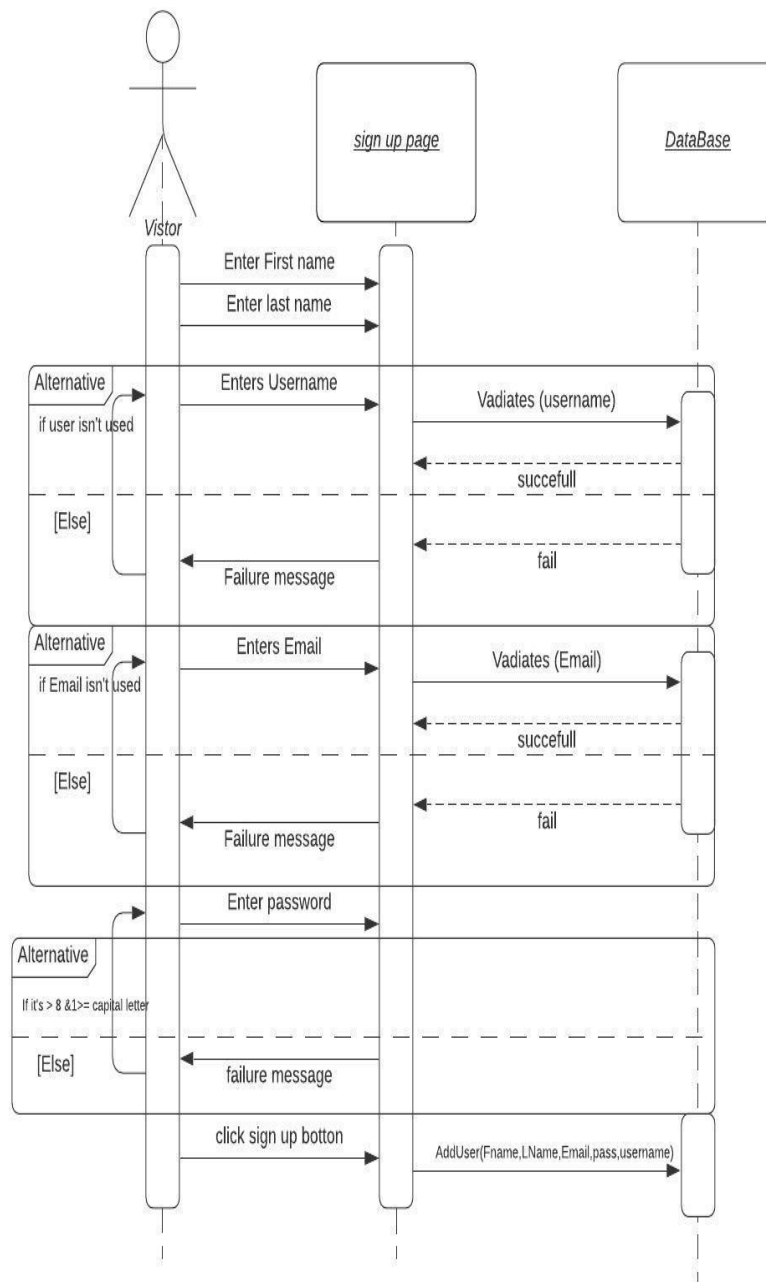 sign up page
DataBase
Vistor
Enter First name
Enter last name
Alternative
Enters Username
Vadiates (username)
if user isn't used
succefull
[Else]
fail
Failure message
Alternative
Enters Email
Vadiates (Email)
if Email isn't used
succefull
[Else]
fail
Failure message
Enter password
Alternative
If it's > 8 &1>= capital letter
[Else]
failure message
click sign up botton
AddUser(Fname,LName,Email,pass,username)